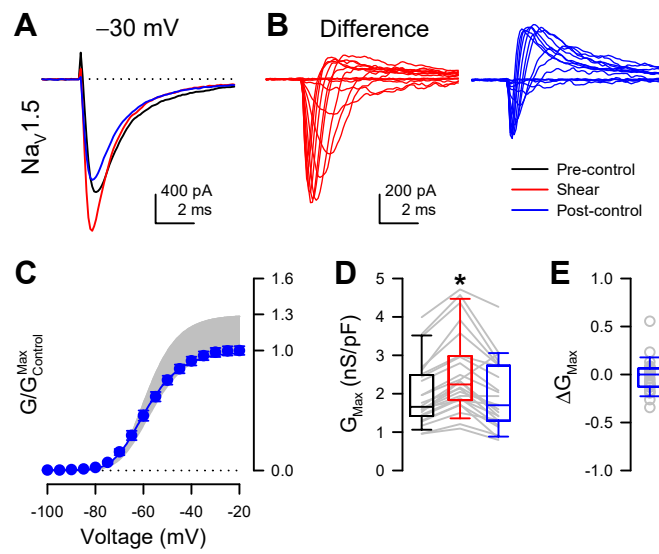 A
−30 mV
B
Difference
NaV1.5
400 pA
2 ms
200 pA
2 ms
Pre-control
Shear
Post-control
C
G/GMaxControl
1.6
1.3
1.0
0.0
-100 -80 -60 -40 -20
Voltage (mV)
D
GMax (nS/pF)
5
4
3
2
1
0
*
E
ΔGMax
1.0
0.5
0.0
-0.5
-1.0